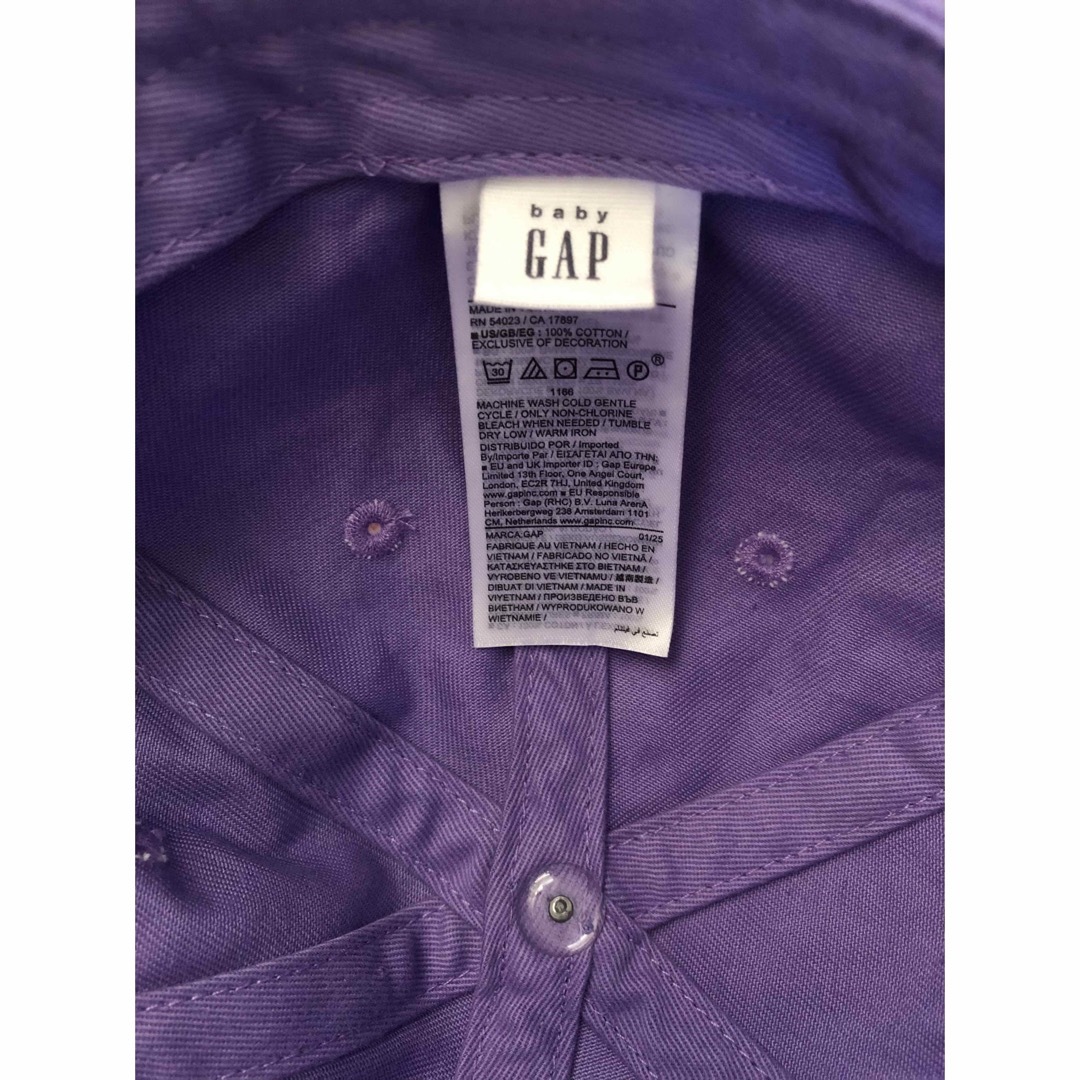 baby
GAP
MADE IN
RN 54023 / CA 17897
■ US/GB/EG : 100% COTTON /
EXCLUSIVE OF DECORATION
30 P ®
1186
MACHINE WASH COLD GENTLE
CYCLE / ONLY NON-CHLORINE
BLEACH WHEN NEEDED / TUMBLE
DRY LOW / WARM IRON
DISTRIBUIDO POR / Imported
By/Importe Par / ΕΙΣΑΓΕΤΑΙ ΑΠΟ ΤΗΝ:
■ EU and UK Importer ID : Gap Europe
Limited 13th Floor, One Angel Court,
London, EC2R 7HJ, United Kingdom
www.gapinc.com ■ EU Responsible
Person : Gap (RHC) B.V. Luna ArenA
Herikerbergweg 238 Amsterdam 1101
CM, Netherlands www.gapinc.com
MARCA:GAP 01/25
FABRIQUE AU VIETNAM / HECHO EN
VIETNAM / FABRICADO NO VIETNÃ /
ΚΑΤΑΣΚΕΥΑΣΤΗΚΕ ΣΤΟ ΒΙΕΤΝΑΜ /
VYROBENO VE VIETNAMU / 越南製造 /
DIBUAT DI VIETNAM / MADE IN
VIYETNAM / ПРОИЗВЕДЕНО ВЪВ
ВИЕТНАМ / WYPRODUKOWANO W
WIETNAMIE /
تصنع في فيتنام